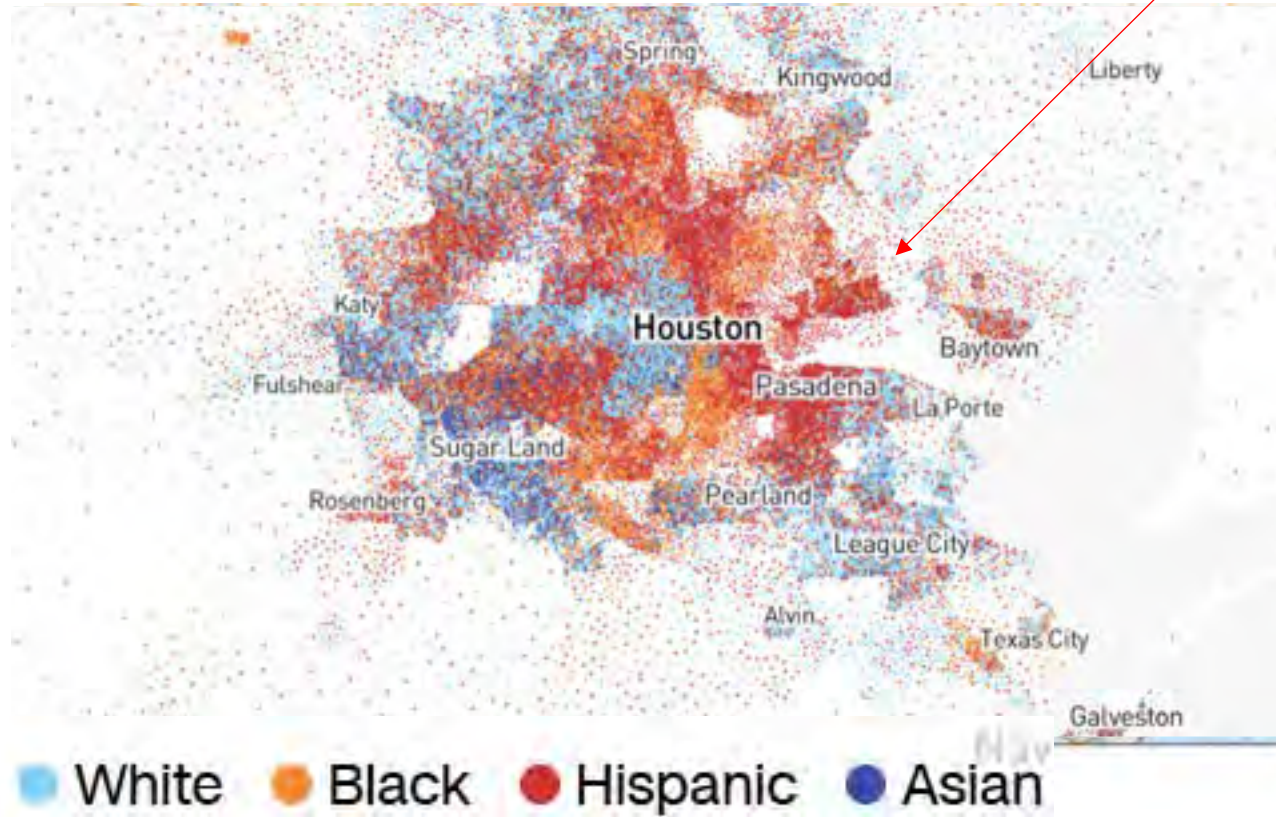 Spring
Kingwood
Liberty
Katy
Houston
Baytown
Fulshear
Pasadena
La Porte
Sugar Land
Rosenberg
Pearland
League City
Alvin
Texas City
Galveston
White Black Hispanic Asian